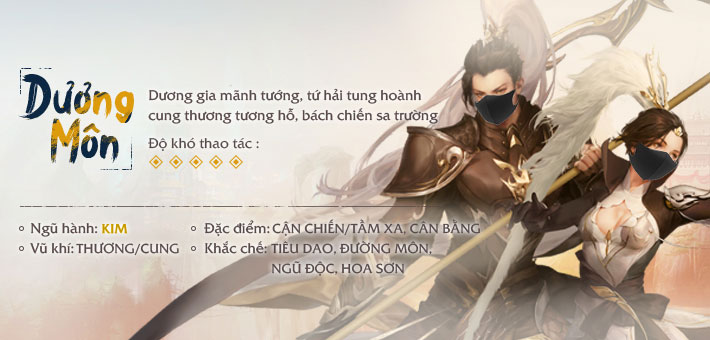 Dương
Môn
Dương gia mãnh tướng, tứ hải tung hoành
cung thương tương hỗ, bách chiến sa trường
Độ khó thao tác :
Ngũ hành: KIM
Đặc điểm: CẬN CHIẾN/TẦM XA, CÂN BẰNG
Vũ khí: THƯƠNG/CUNG
Khắc chế: TIÊU DAO, ĐƯỜNG MÔN,
NGŨ ĐỘC, HOA SƠN